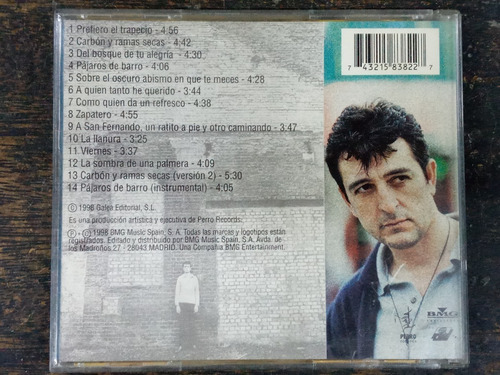 1 Prefiero el trapecio - 4:56
2 Carbón y ramas secas - 4:42
3 Del bosque de tu alegría - 4:30
4 Pájaros de barro - 4:06
5 Sobre el oscuro abismo en que te meces - 4:28
6 A quien tanto he querido - 3:44
7 Como quien da un refresco - 4:38
8 Zapatero - 4:55
9 A San Fernando, un ratito a pie y otro caminando - 3:47
10 La llanura - 3:25
11 Viernes - 3:37
12 La sombra de una palmera - 4:09
13 Carbón y ramas secas (versión 2) - 5:30
14 Pájaros de barro (instrumental) - 4:05
© 1998 Galea Editorial, S.L.
Es una producción artística y ejecutiva de Perro Records.
℗ © 1998 BMG Music Spain, S. A. Todas las marcas y logotipos están
registrados. Editado y distribuido por BMG Music Spain, S.A. Avda. de
los Madroños 27 - 28043 MADRID. Una Compañía BMG Entertainment.
7 43215 83822 7
PERRO
BMG